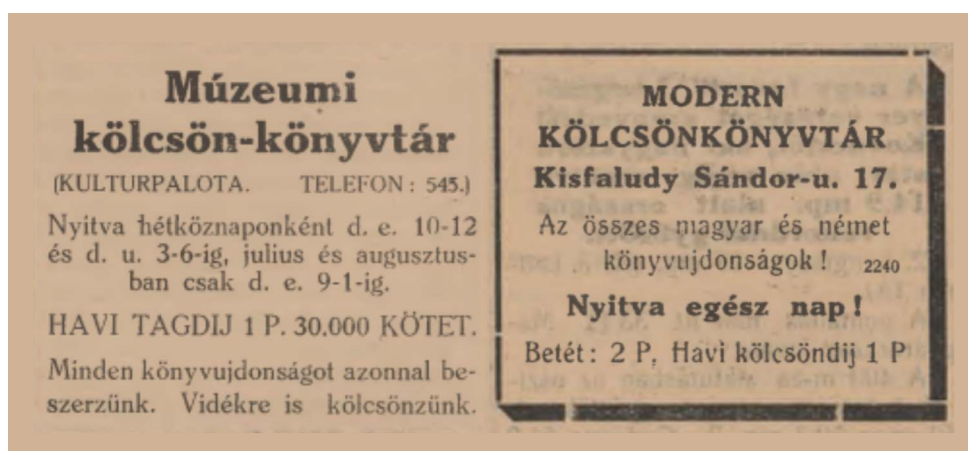 Múzeumi
kölcsön-könyvtár
(KULTURPALOTA. TELEFON: 545.)
Nyitva hétköznaponként d. e. 10-12
és d. u. 3-6-ig, julius és augusztus-
ban csak d. e. 9-1-ig.
HAVI TAGDIJ 1 P. 30.000 KÖTET.
Minden könyvujdonságot azonnal be-
szerzünk. Vidékre is kölcsönzünk.
MODERN
KÖLCSÖNKÖNYVTÁR
Kisfaludy Sándor-u. 17.
Az összes magyar és német
könyvujdonságok! 2240
Nyitva egész nap!
Betét: 2 P, Havi kölcsöndij 1 P